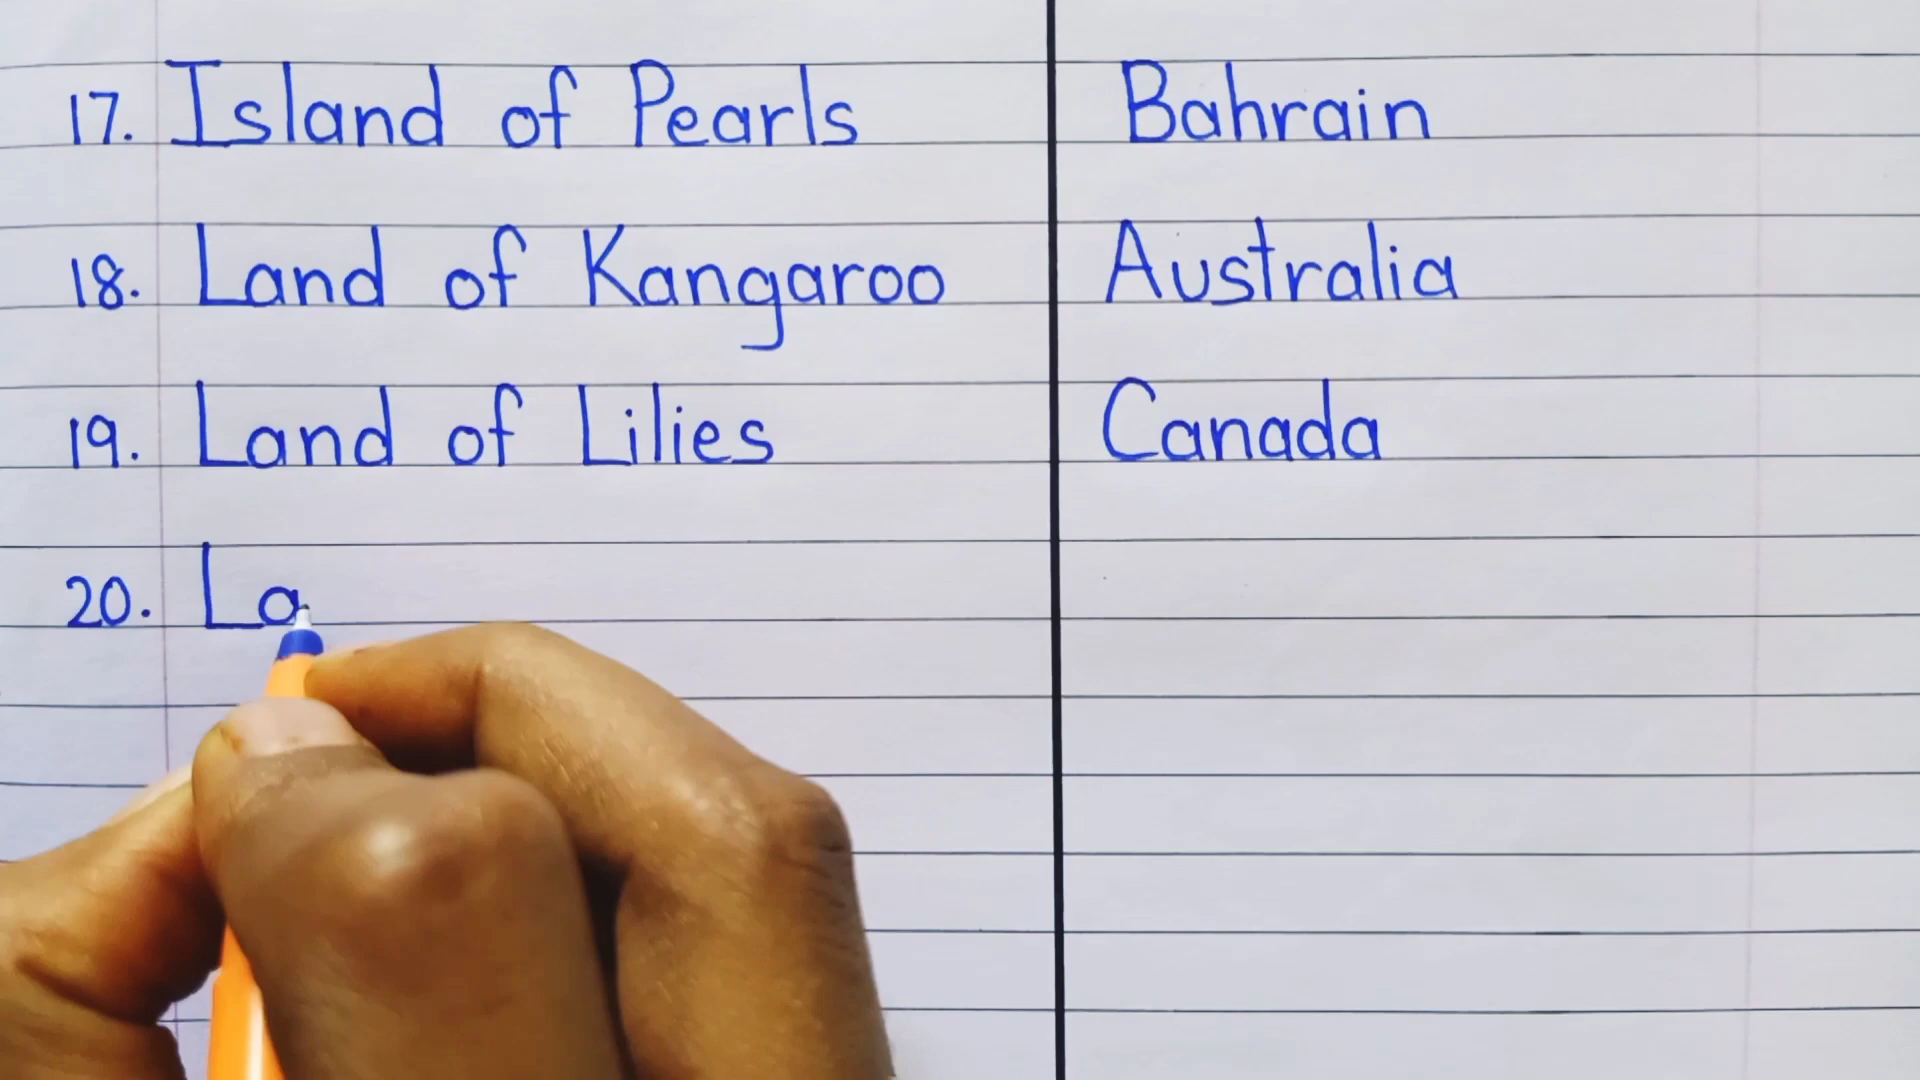 17. Island of Pearls Bahrain
18. Land of Kangaroo Australia
19. Land of Lilies Canada
20. La